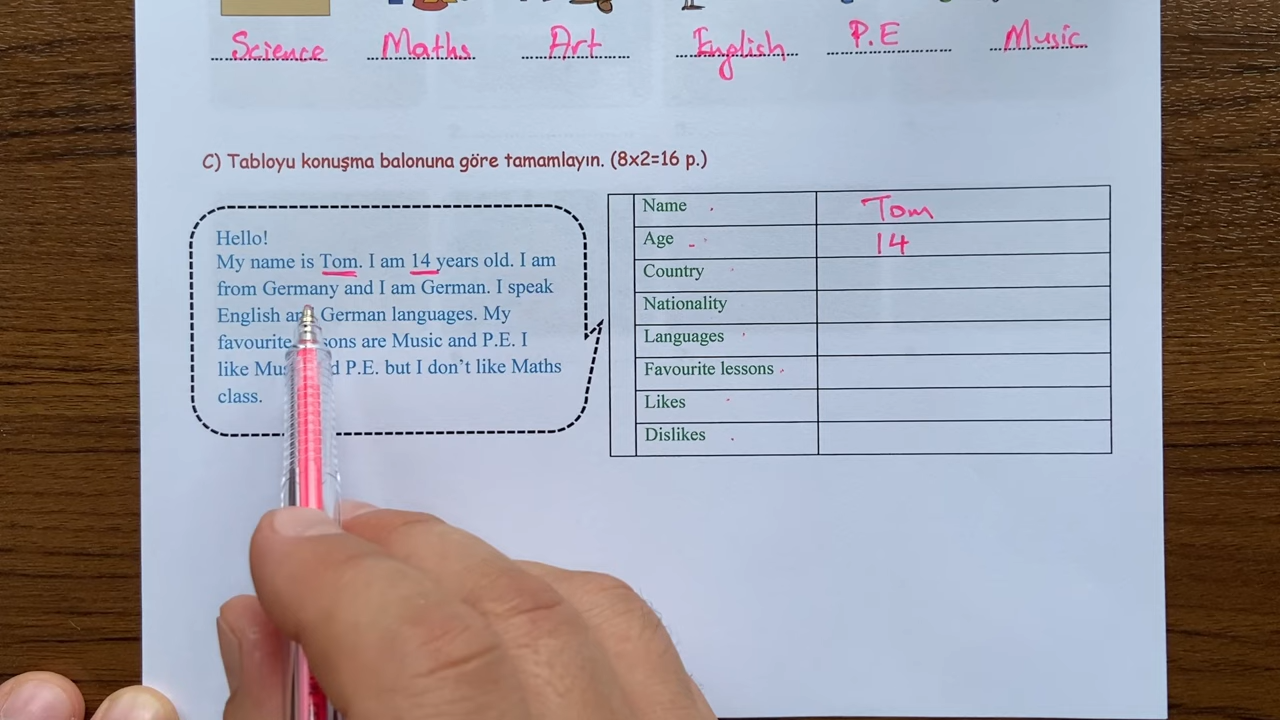 Science Maths Art English P.E Music
C) Tabloyu konuşma balonuna göre tamamlayın. (8x2=16 p.)
Hello!
My name is Tom. I am 14 years old. I am
from Germany and I am German. I speak
English German languages. My
favourite are Music and P.E. I
like P.E. but I don't like Maths
class.
Name Tom
Age 14
Country
Nationality
Languages
Favourite lessons
Likes
Dislikes